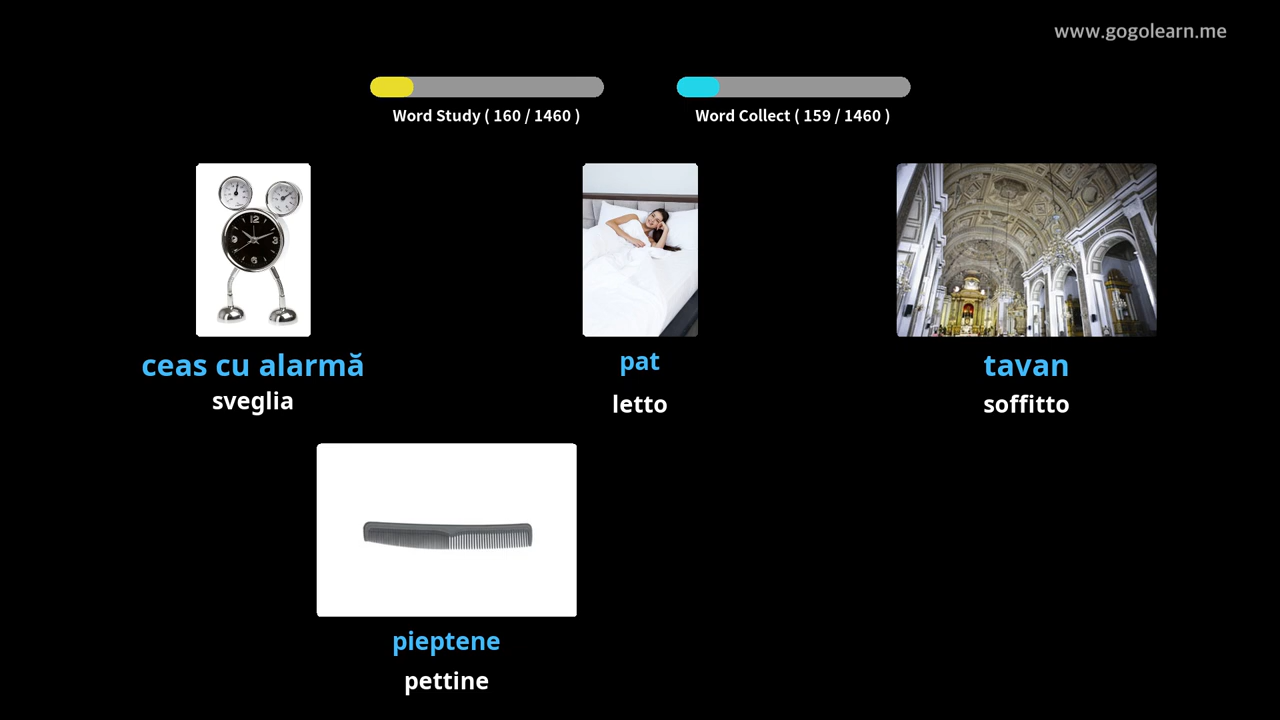 www.gogolearn.me
Word Study ( 160 / 1460 )
Word Collect ( 159 / 1460 )
ceas cu alarmă
sveglia
pat
letto
tavan
soffitto
pieptene
pettine